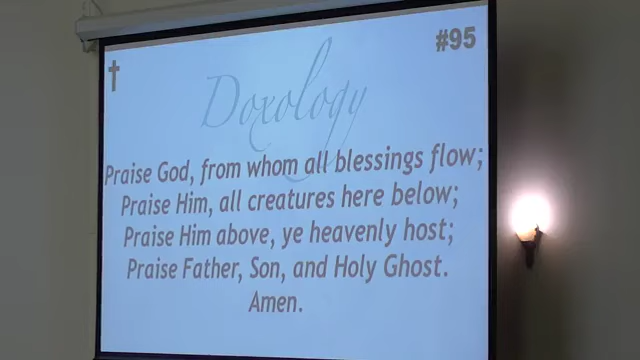 #95
Doxology
Praise God, from whom all blessings flow;
Praise Him, all creatures here below;
Praise Him above, ye heavenly host;
Praise Father, Son, and Holy Ghost.
Amen.